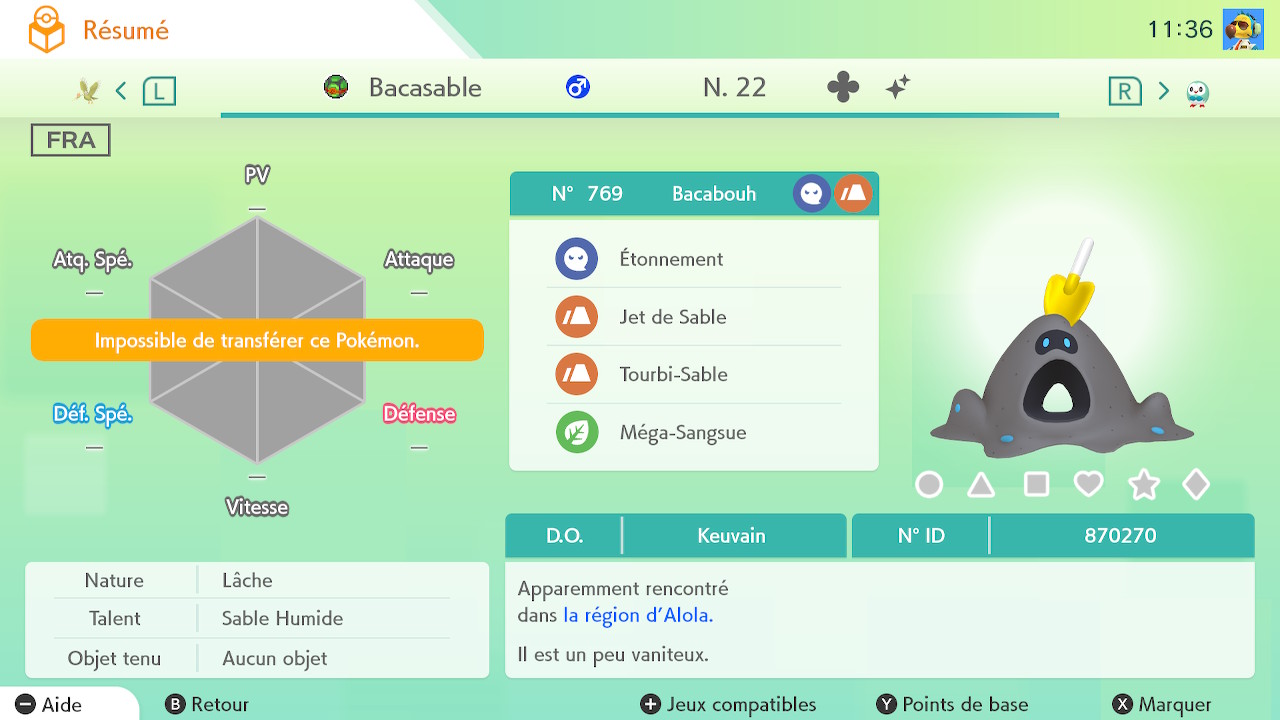 Résumé
11:36
L
Bacasable
N. 22
R
FRA
PV
—
Atq. Spé.
—
Attaque
—
Impossible de transférer ce Pokémon.
Déf. Spé.
—
Défense
—
—
Vitesse
N° 769 Bacabouh
Étonnement
Jet de Sable
Tourbi-Sable
Méga-Sangsue
D.O. Keuvain
N° ID 870270
Nature Lâche
Talent Sable Humide
Objet tenu Aucun objet
Apparemment rencontré
dans la région d'Alola.
Il est un peu vaniteux.
Aide
B Retour
Jeux compatibles
Y Points de base
X Marquer